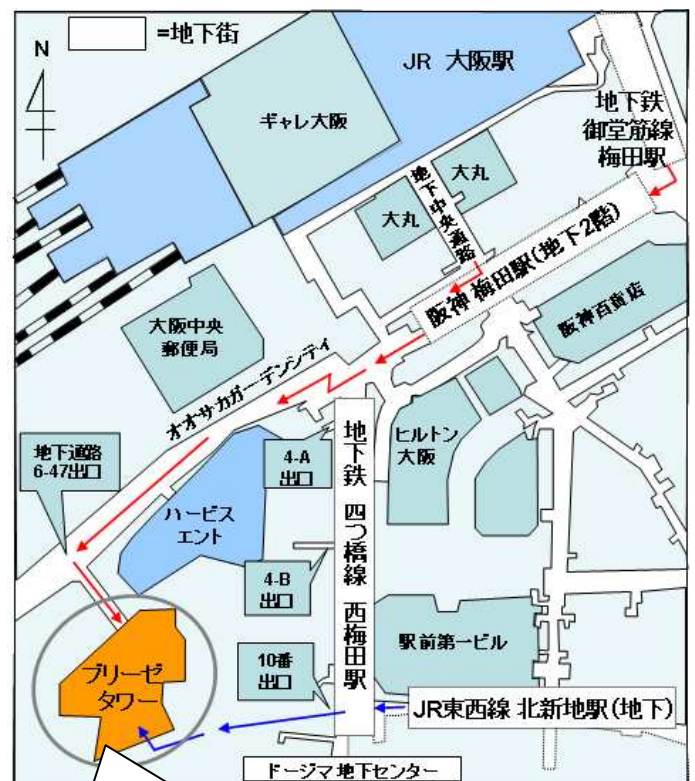 N
=地下街
JR 大阪駅
ギャレ大阪
地下鉄
御堂筋線
梅田駅
大丸
大丸
地下中央通路
阪神 梅田駅(地下2階)
阪神百貨店
大阪中央
郵便局
オオサカガーデンシティ
地下通路
6-47出口
4-A
出口
ヒルトン
大阪
地下鉄 四つ橋線 西梅田駅
ハービス
エント
4-B
出口
10番
出口
駅前第一ビル
ブリーゼ
タワー
JR東西線 北新地駅(地下)
ドージマ地下センター